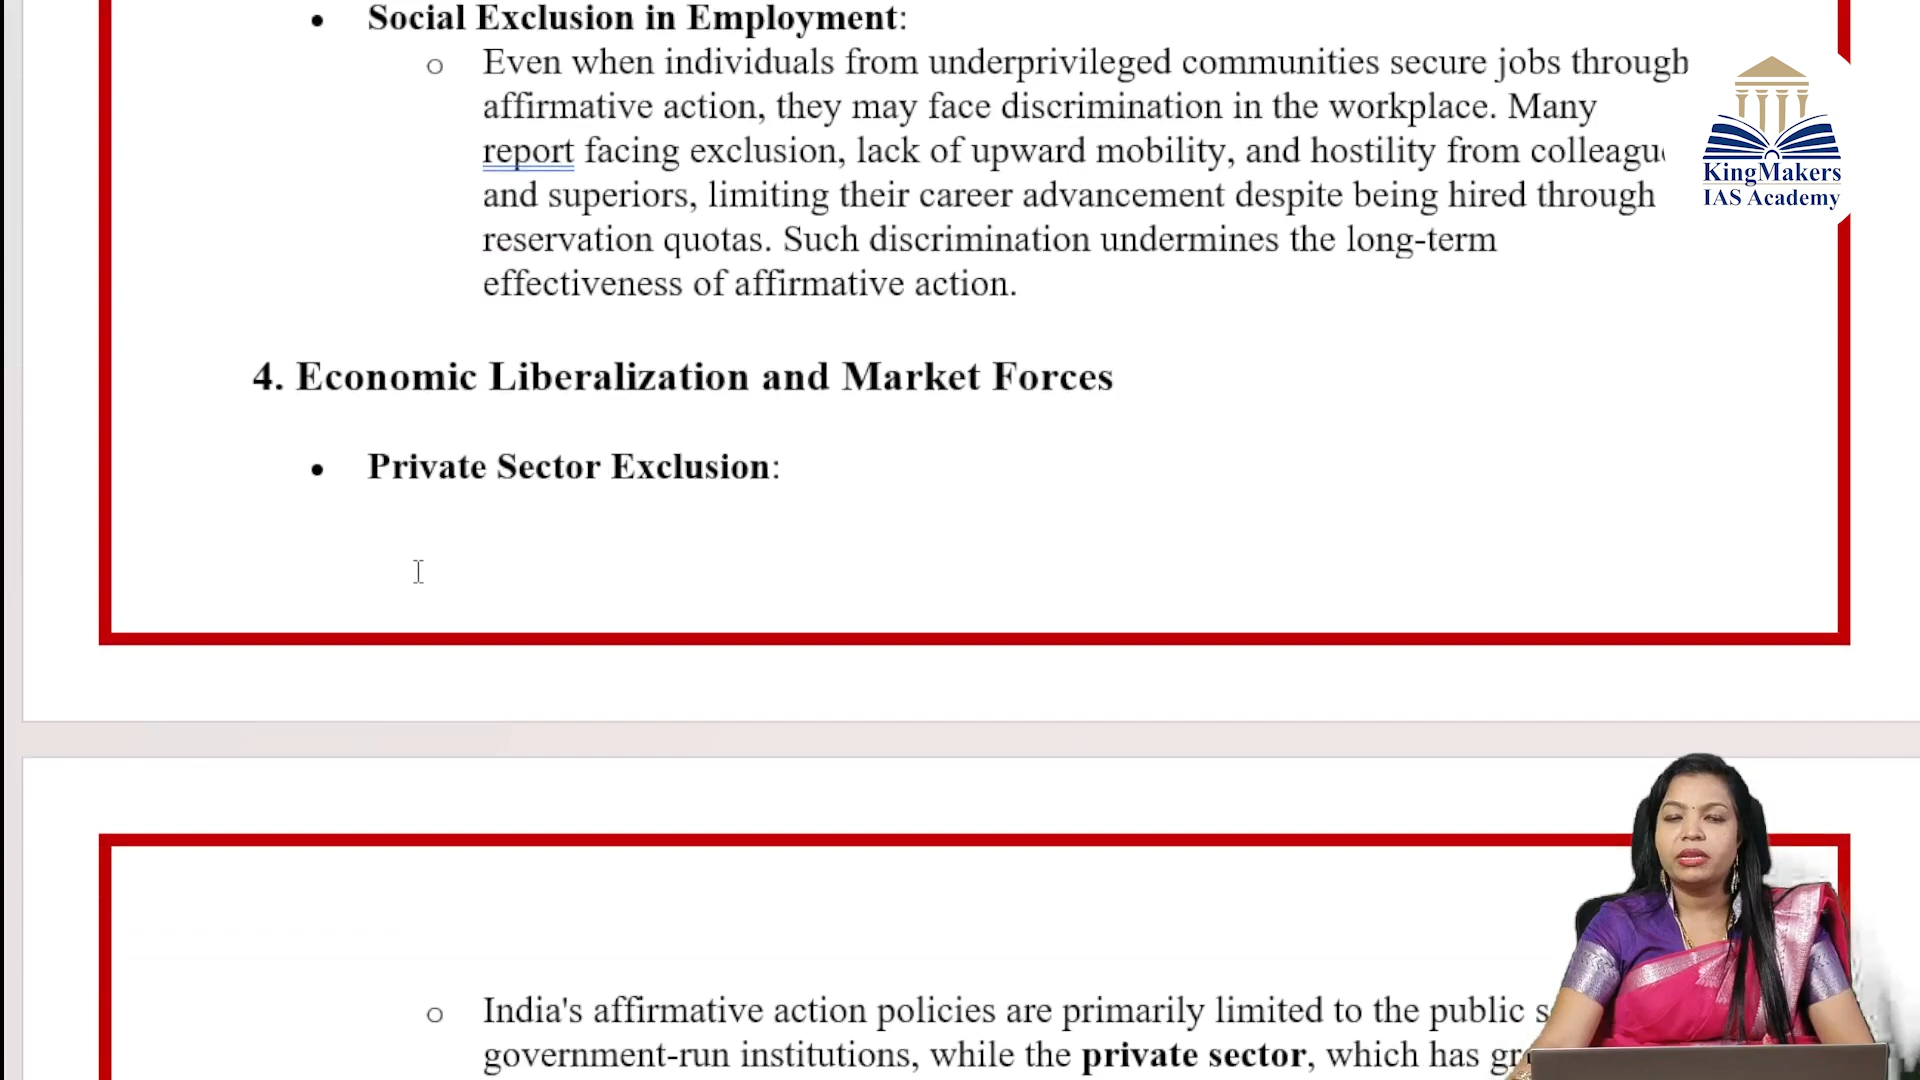 • Social Exclusion in Employment:
o Even when individuals from underprivileged communities secure jobs through
affirmative action, they may face discrimination in the workplace. Many
report facing exclusion, lack of upward mobility, and hostility from
and superiors, limiting their career advancement despite being hired through
reservation quotas. Such discrimination undermines the long-term
effectiveness of affirmative action.
KingMakers
IAS Academy
4. Economic Liberalization and Market Forces
• Private Sector Exclusion:
o India's affirmative action policies are primarily limited to the public
government-run institutions, while the private sector, which has